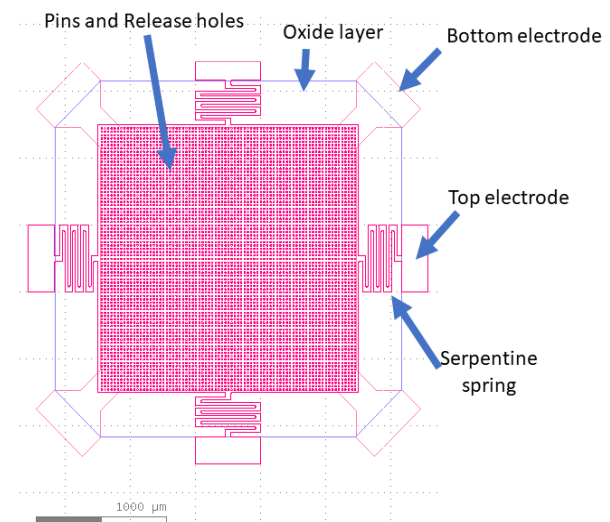 Pins and Release holes
Oxide layer
Bottom electrode
Top electrode
Serpentine
spring
1000 µm